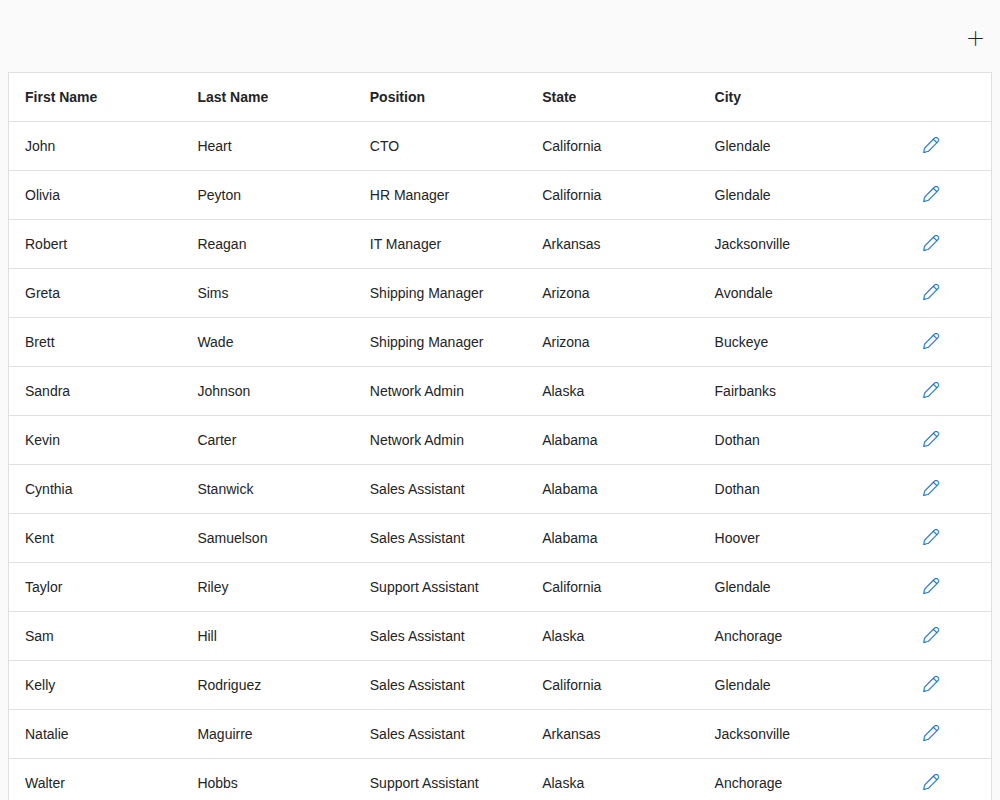 First Name Last Name Position State City
John Heart CTO California Glendale
Olivia Peyton HR Manager California Glendale
Robert Reagan IT Manager Arkansas Jacksonville
Greta Sims Shipping Manager Arizona Avondale
Brett Wade Shipping Manager Arizona Buckeye
Sandra Johnson Network Admin Alaska Fairbanks
Kevin Carter Network Admin Alabama Dothan
Cynthia Stanwick Sales Assistant Alabama Dothan
Kent Samuelson Sales Assistant Alabama Hoover
Taylor Riley Support Assistant California Glendale
Sam Hill Sales Assistant Alaska Anchorage
Kelly Rodriguez Sales Assistant California Glendale
Natalie Maguirre Sales Assistant Arkansas Jacksonville
Walter Hobbs Support Assistant Alaska Anchorage